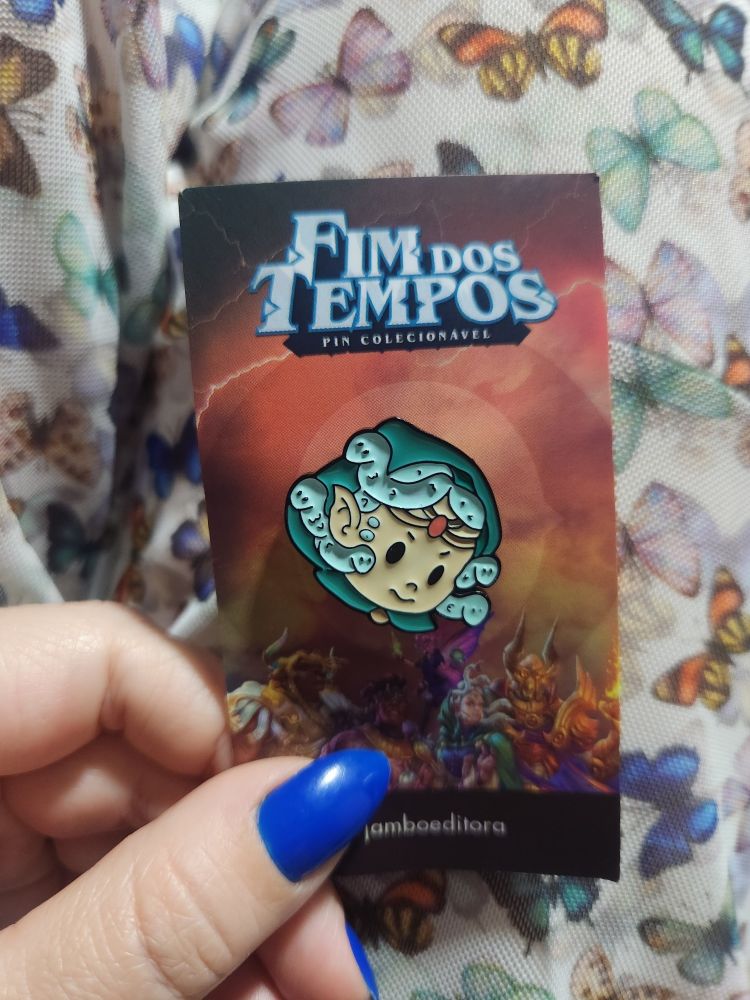 FIM DOS
TEMPOS
PIN COLECIONÁVEL
jamboeditora